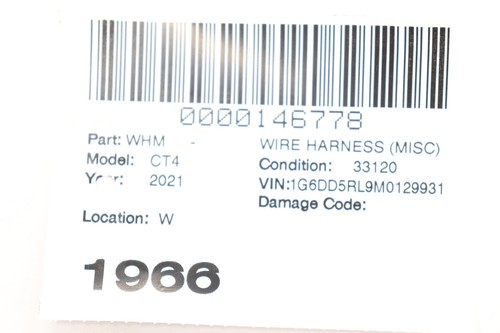 0000146778
Part: WHM - WIRE HARNESS (MISC)
Model: CT4 Condition: 33120
Year: 2021 VIN:1G6DD5RL9M0129931
Damage Code:
Location: W
1966